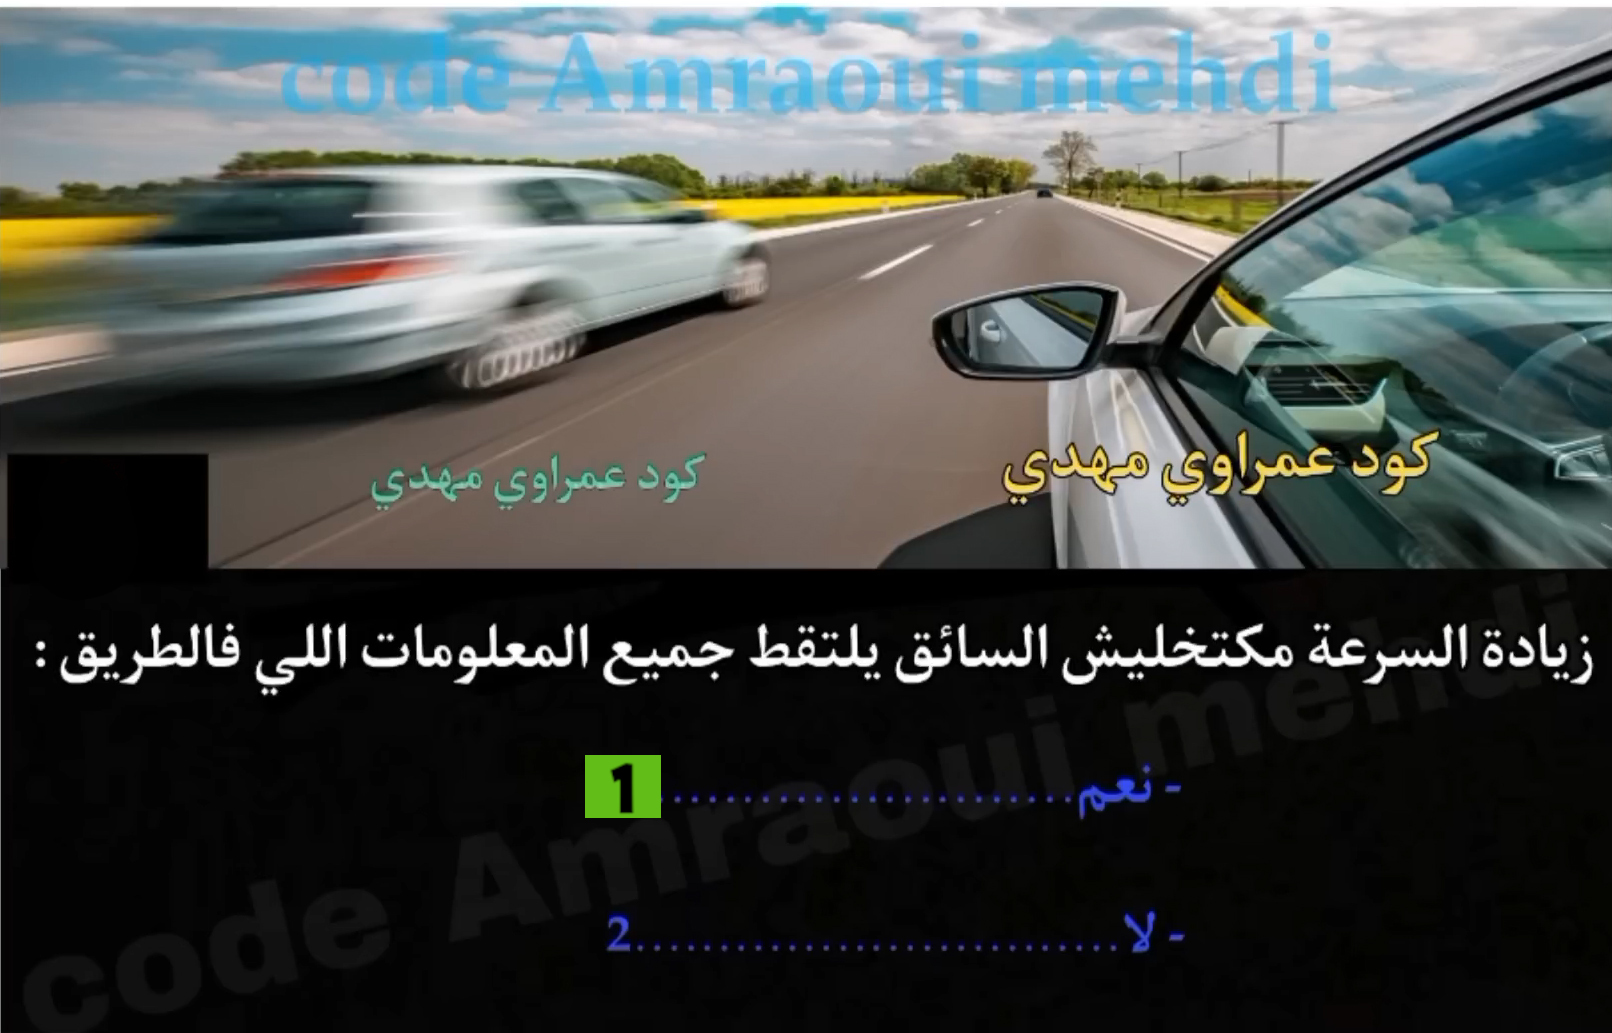 code Amraoui mehdi
كود عمراوي مهدي
كود عمراوي مهدي
زيادة السرعة مكتخليش السائق يلتقط جميع المعلومات اللي فالطريق :
- نعم........................1
- لا............................2
code Amraoui mehdi